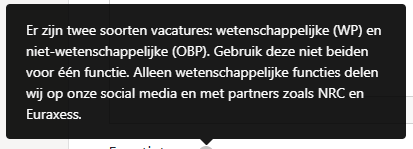 Er zijn twee soorten vacatures: wetenschappelijke (WP) en
niet-wetenschappelijke (OBP). Gebruik deze niet beiden
voor één functie. Alleen wetenschappelijke functies delen
wij op onze social media en met partners zoals NRC en
Euraxess.